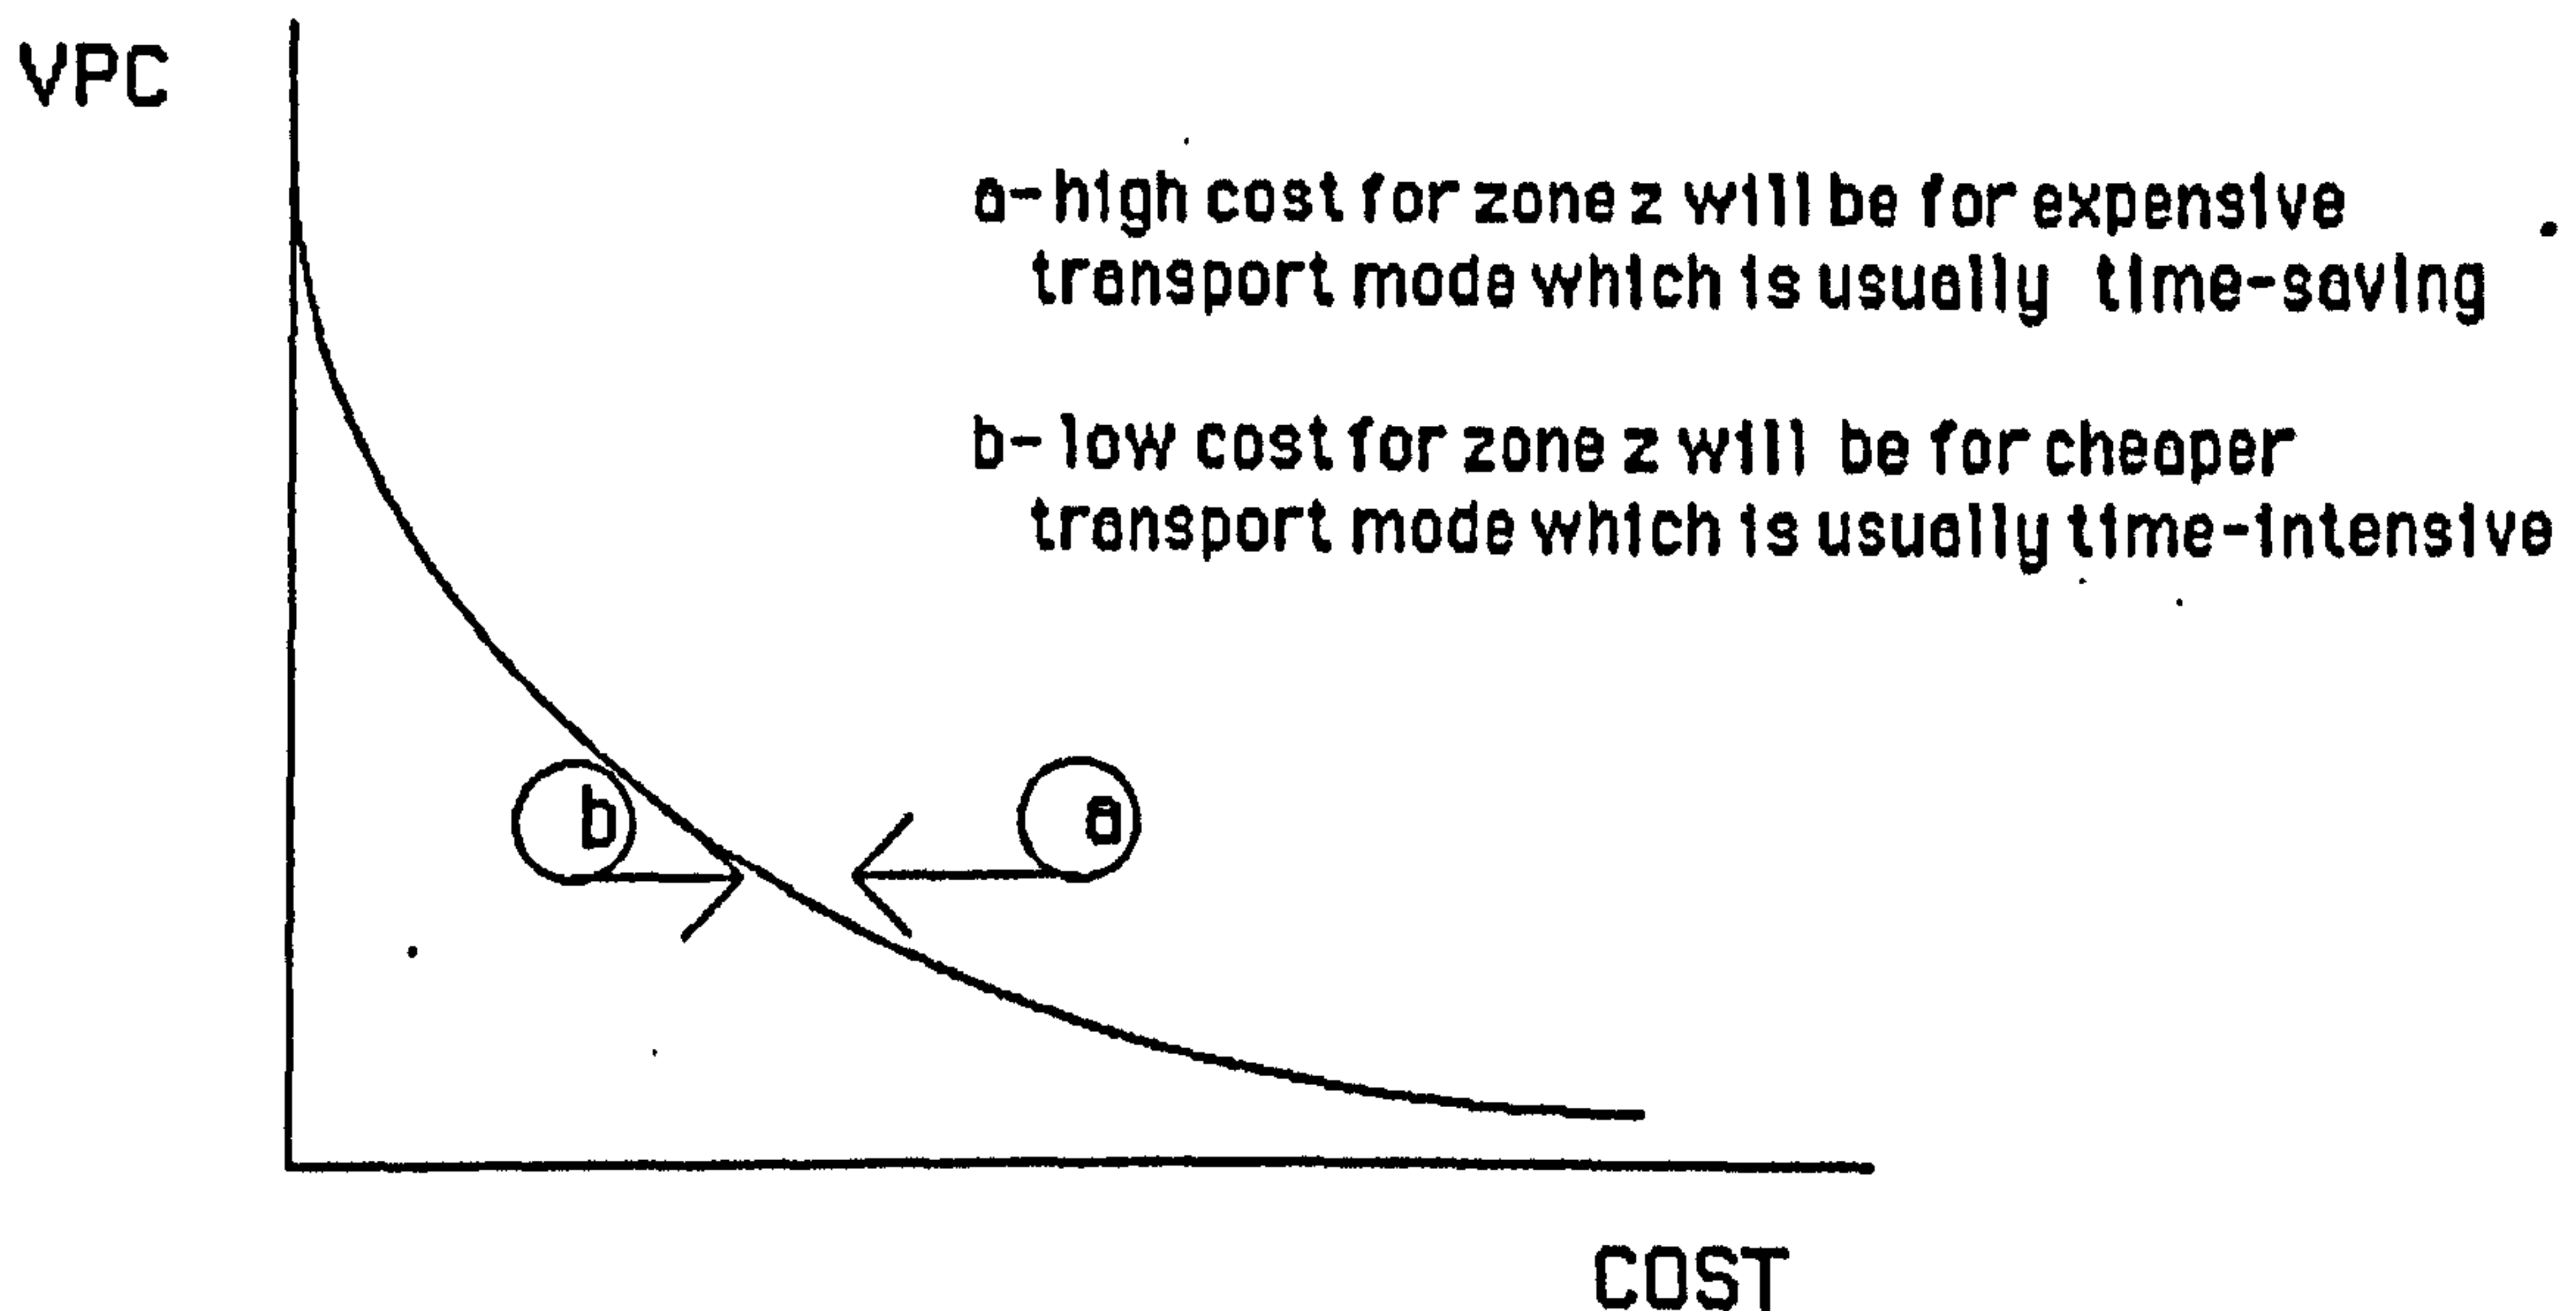 VPC
a-high cost for zone z will be for expensive
transport mode which is usually time-saving
b-low cost for zone z will be for cheaper
transport mode which is usually time-intensive
b
a
COST